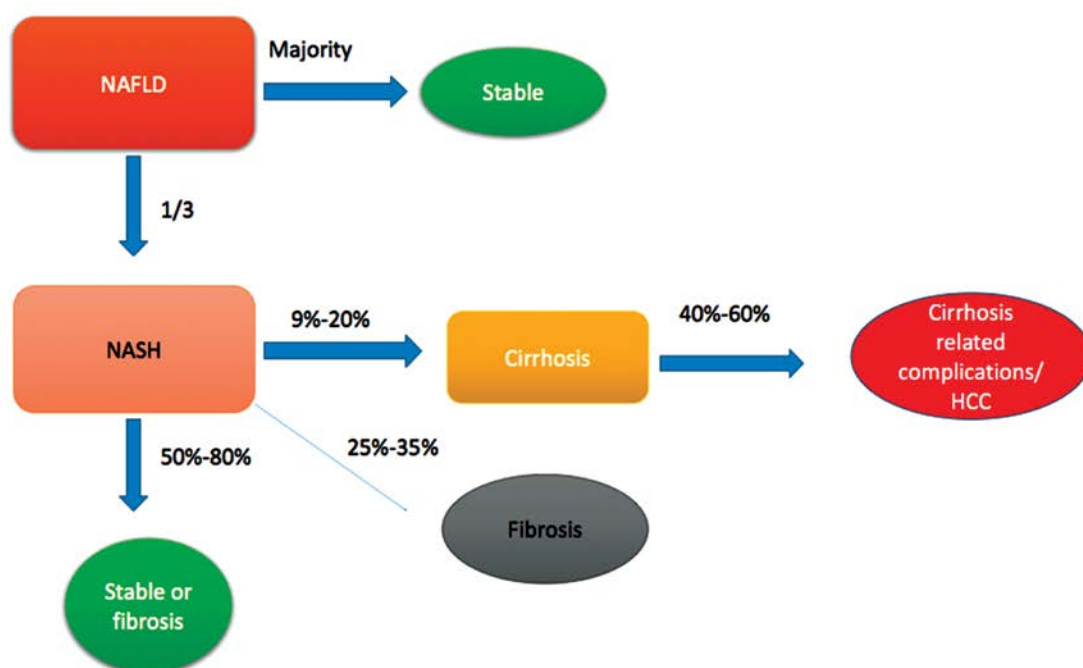 NAFLD
Majority
Stable
1/3
NASH
9%-20%
Cirrhosis
40%-60%
Cirrhosis
related
complications/
HCC
50%-80%
25%-35%
Fibrosis
Stable or
fibrosis